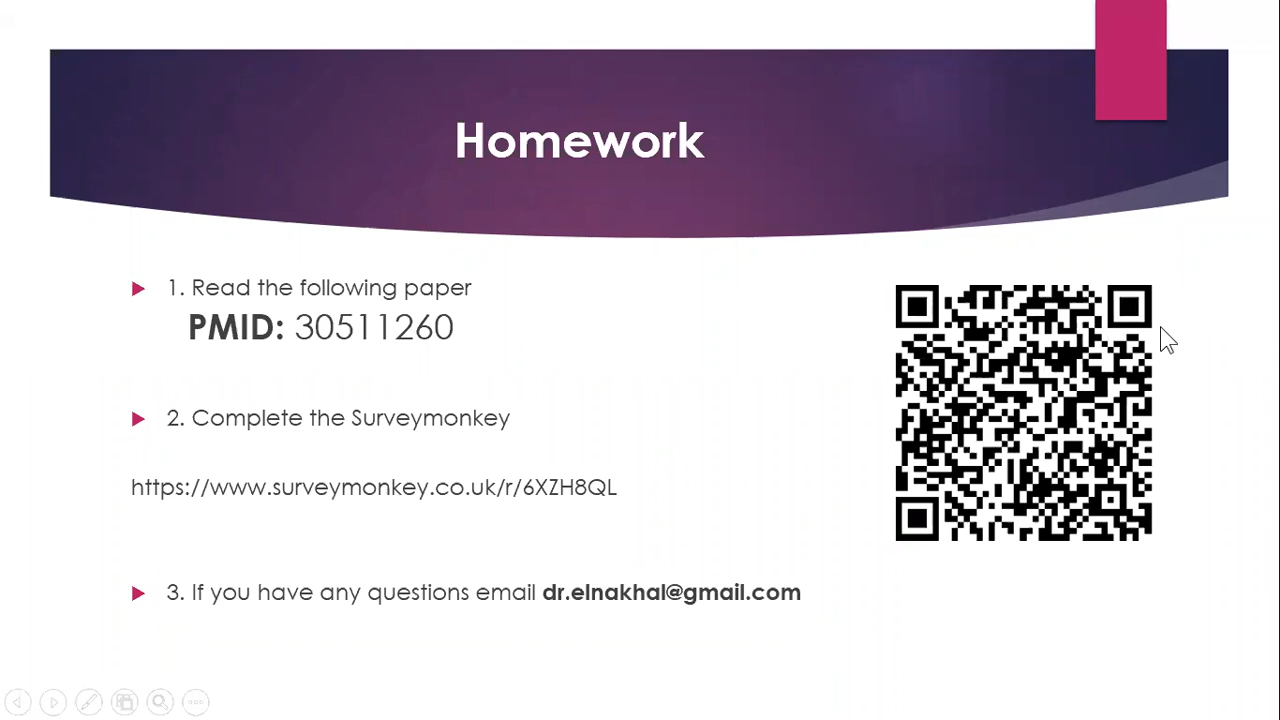 Homework
1. Read the following paper
PMID: 30511260
2. Complete the Surveymonkey
https://www.surveymonkey.co.uk/r/6XZH8QL
3. If you have any questions email dr.elnakhal@gmail.com